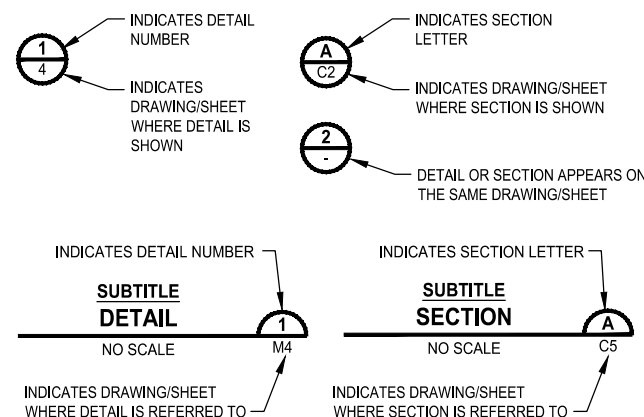 INDICATES DETAIL
NUMBER
1
4
INDICATES
DRAWING/SHEET
WHERE DETAIL IS
SHOWN
INDICATES SECTION
LETTER
A
C2
INDICATES DRAWING/SHEET
WHERE SECTION IS SHOWN
2
-
DETAIL OR SECTION APPEARS ON
THE SAME DRAWING/SHEET
INDICATES DETAIL NUMBER
SUBTITLE
DETAIL
1
NO SCALE
M4
INDICATES DRAWING/SHEET
WHERE DETAIL IS REFERRED TO
INDICATES SECTION LETTER
SUBTITLE
SECTION
A
NO SCALE
C5
INDICATES DRAWING/SHEET
WHERE SECTION IS REFERRED TO